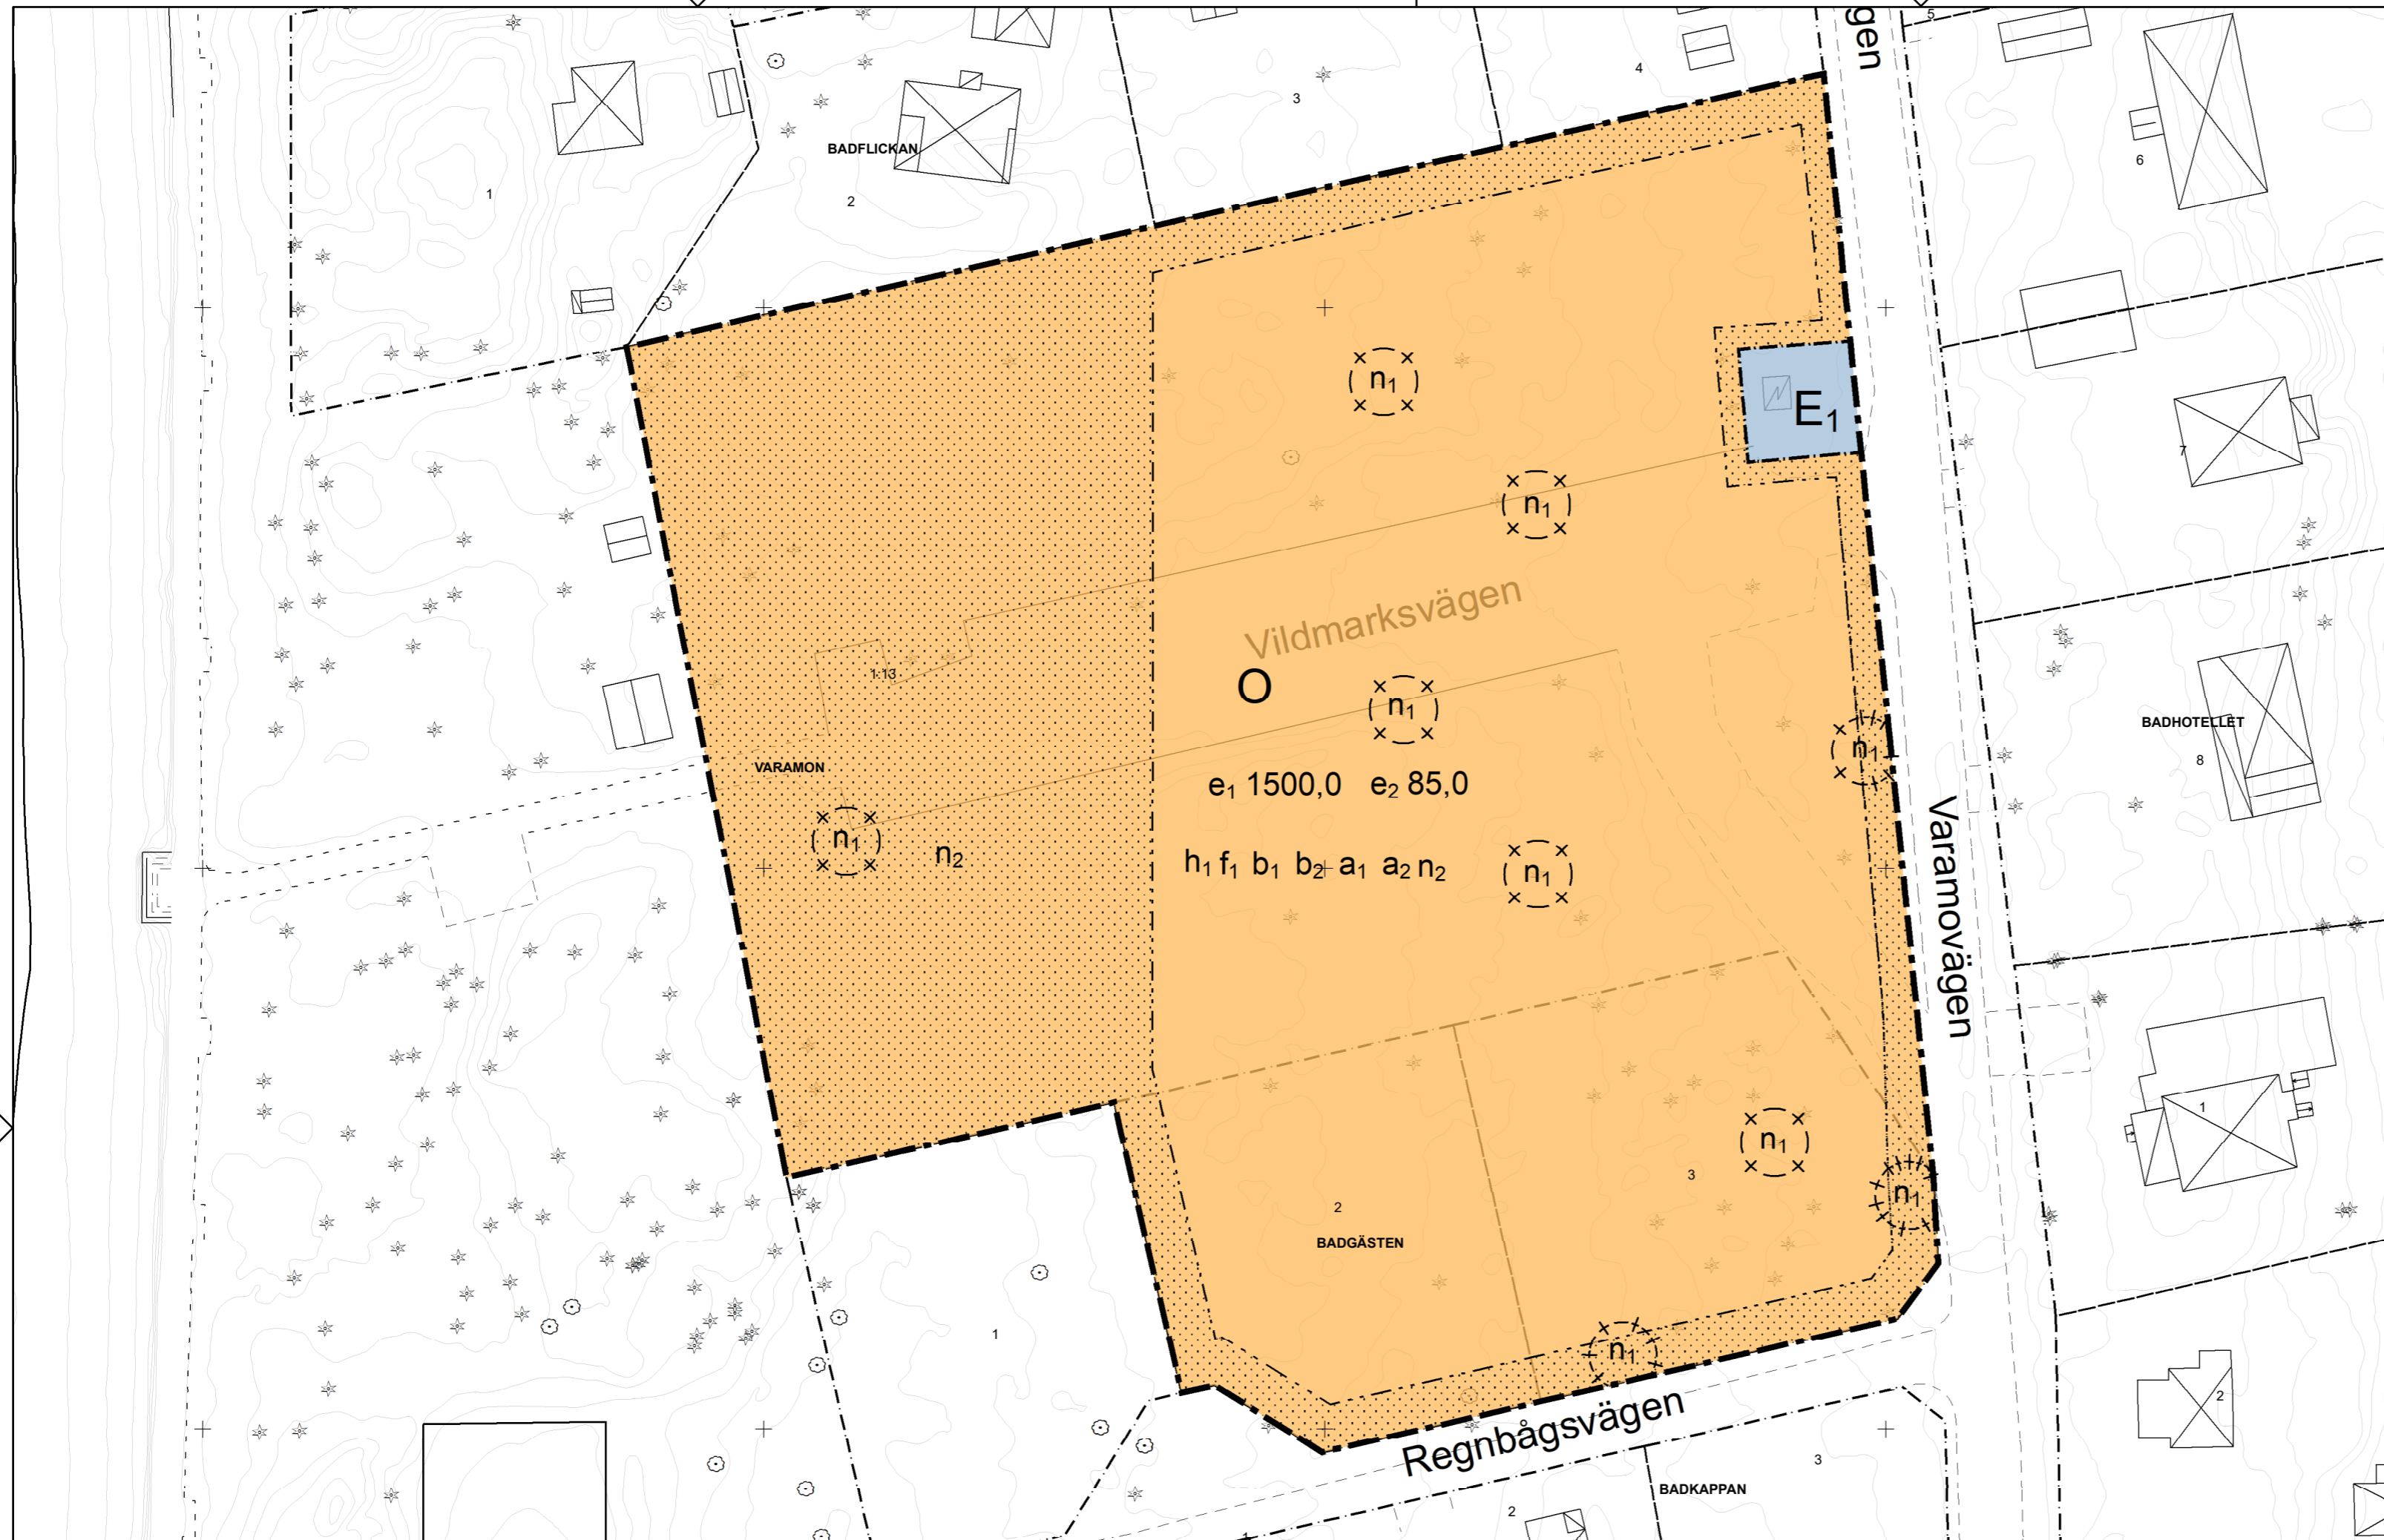 gen
5
4
3
BADFLICKAN
6
1
2
n1
E1
7
n1
Vildmarksvägen
1:13
O
n1
BADHOTELLET
n1
8
VARAMON
e1 1500,0 e2 85,0
n1
n2
h1 f1 b1 b2 a1 a2 n2
n1
Varamovägen
1
n1
3
n1
2
BADGÄSTEN
1
n1
2
Regnbågsvägen
3
BADKAPPAN
2
1